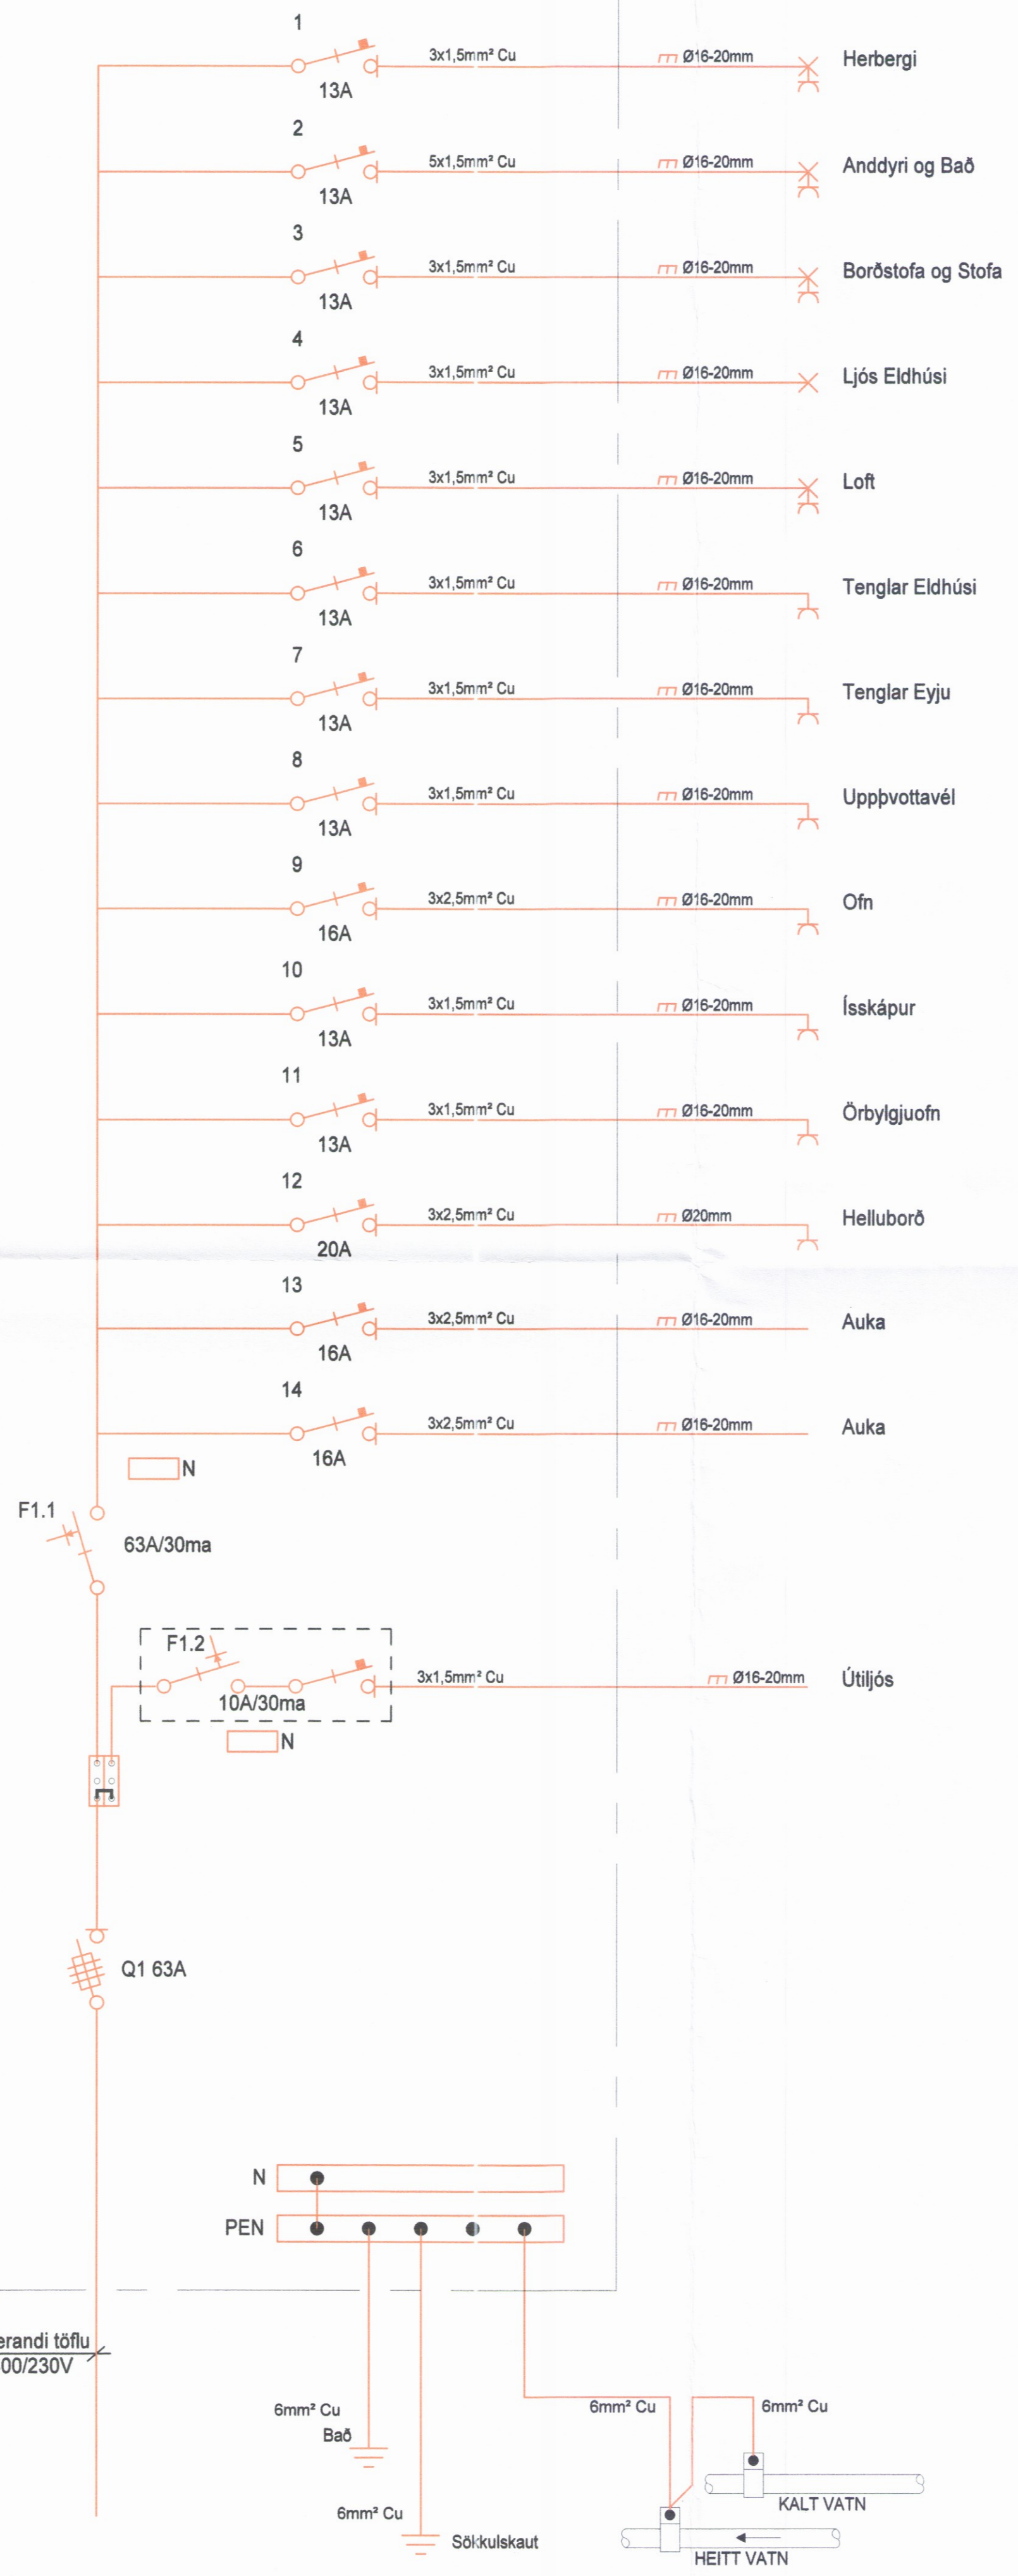 1
3x1,5mm² Cu Ø16-20mm Herbergi
13A
2
5x1,5mm² Cu Ø16-20mm Anddyri og Bað
13A
3
3x1,5mm² Cu Ø16-20mm Borðstofa og Stofa
13A
4
3x1,5mm² Cu Ø16-20mm Ljós Eldhúsi
13A
5
3x1,5mm² Cu Ø16-20mm Loft
13A
6
3x1,5mm² Cu Ø16-20mm Tenglar Eldhúsi
13A
7
3x1,5mm² Cu Ø16-20mm Tenglar Eyju
13A
8
3x1,5mm² Cu Ø16-20mm Uppþvottavél
13A
9
3x2,5mm² Cu Ø16-20mm Ofn
16A
10
3x1,5mm² Cu Ø16-20mm Ísskápur
13A
11
3x1,5mm² Cu Ø16-20mm Örbylgjuofn
13A
12
3x2,5mm² Cu Ø20mm Helluborð
20A
13
3x2,5mm² Cu Ø16-20mm Auka
16A
14
3x2,5mm² Cu Ø16-20mm Auka
16A
N
F1.1
63A/30ma
F1.2
3x1,5mm² Cu Ø16-20mm Útiljós
10A/30ma
N
Q1 63A
N
PEN
erandi töflu
00/230V
6mm² Cu
Bað
6mm² Cu
6mm² Cu
KALT VATN
6mm² Cu
Sökkulskaut
HEITT VATN